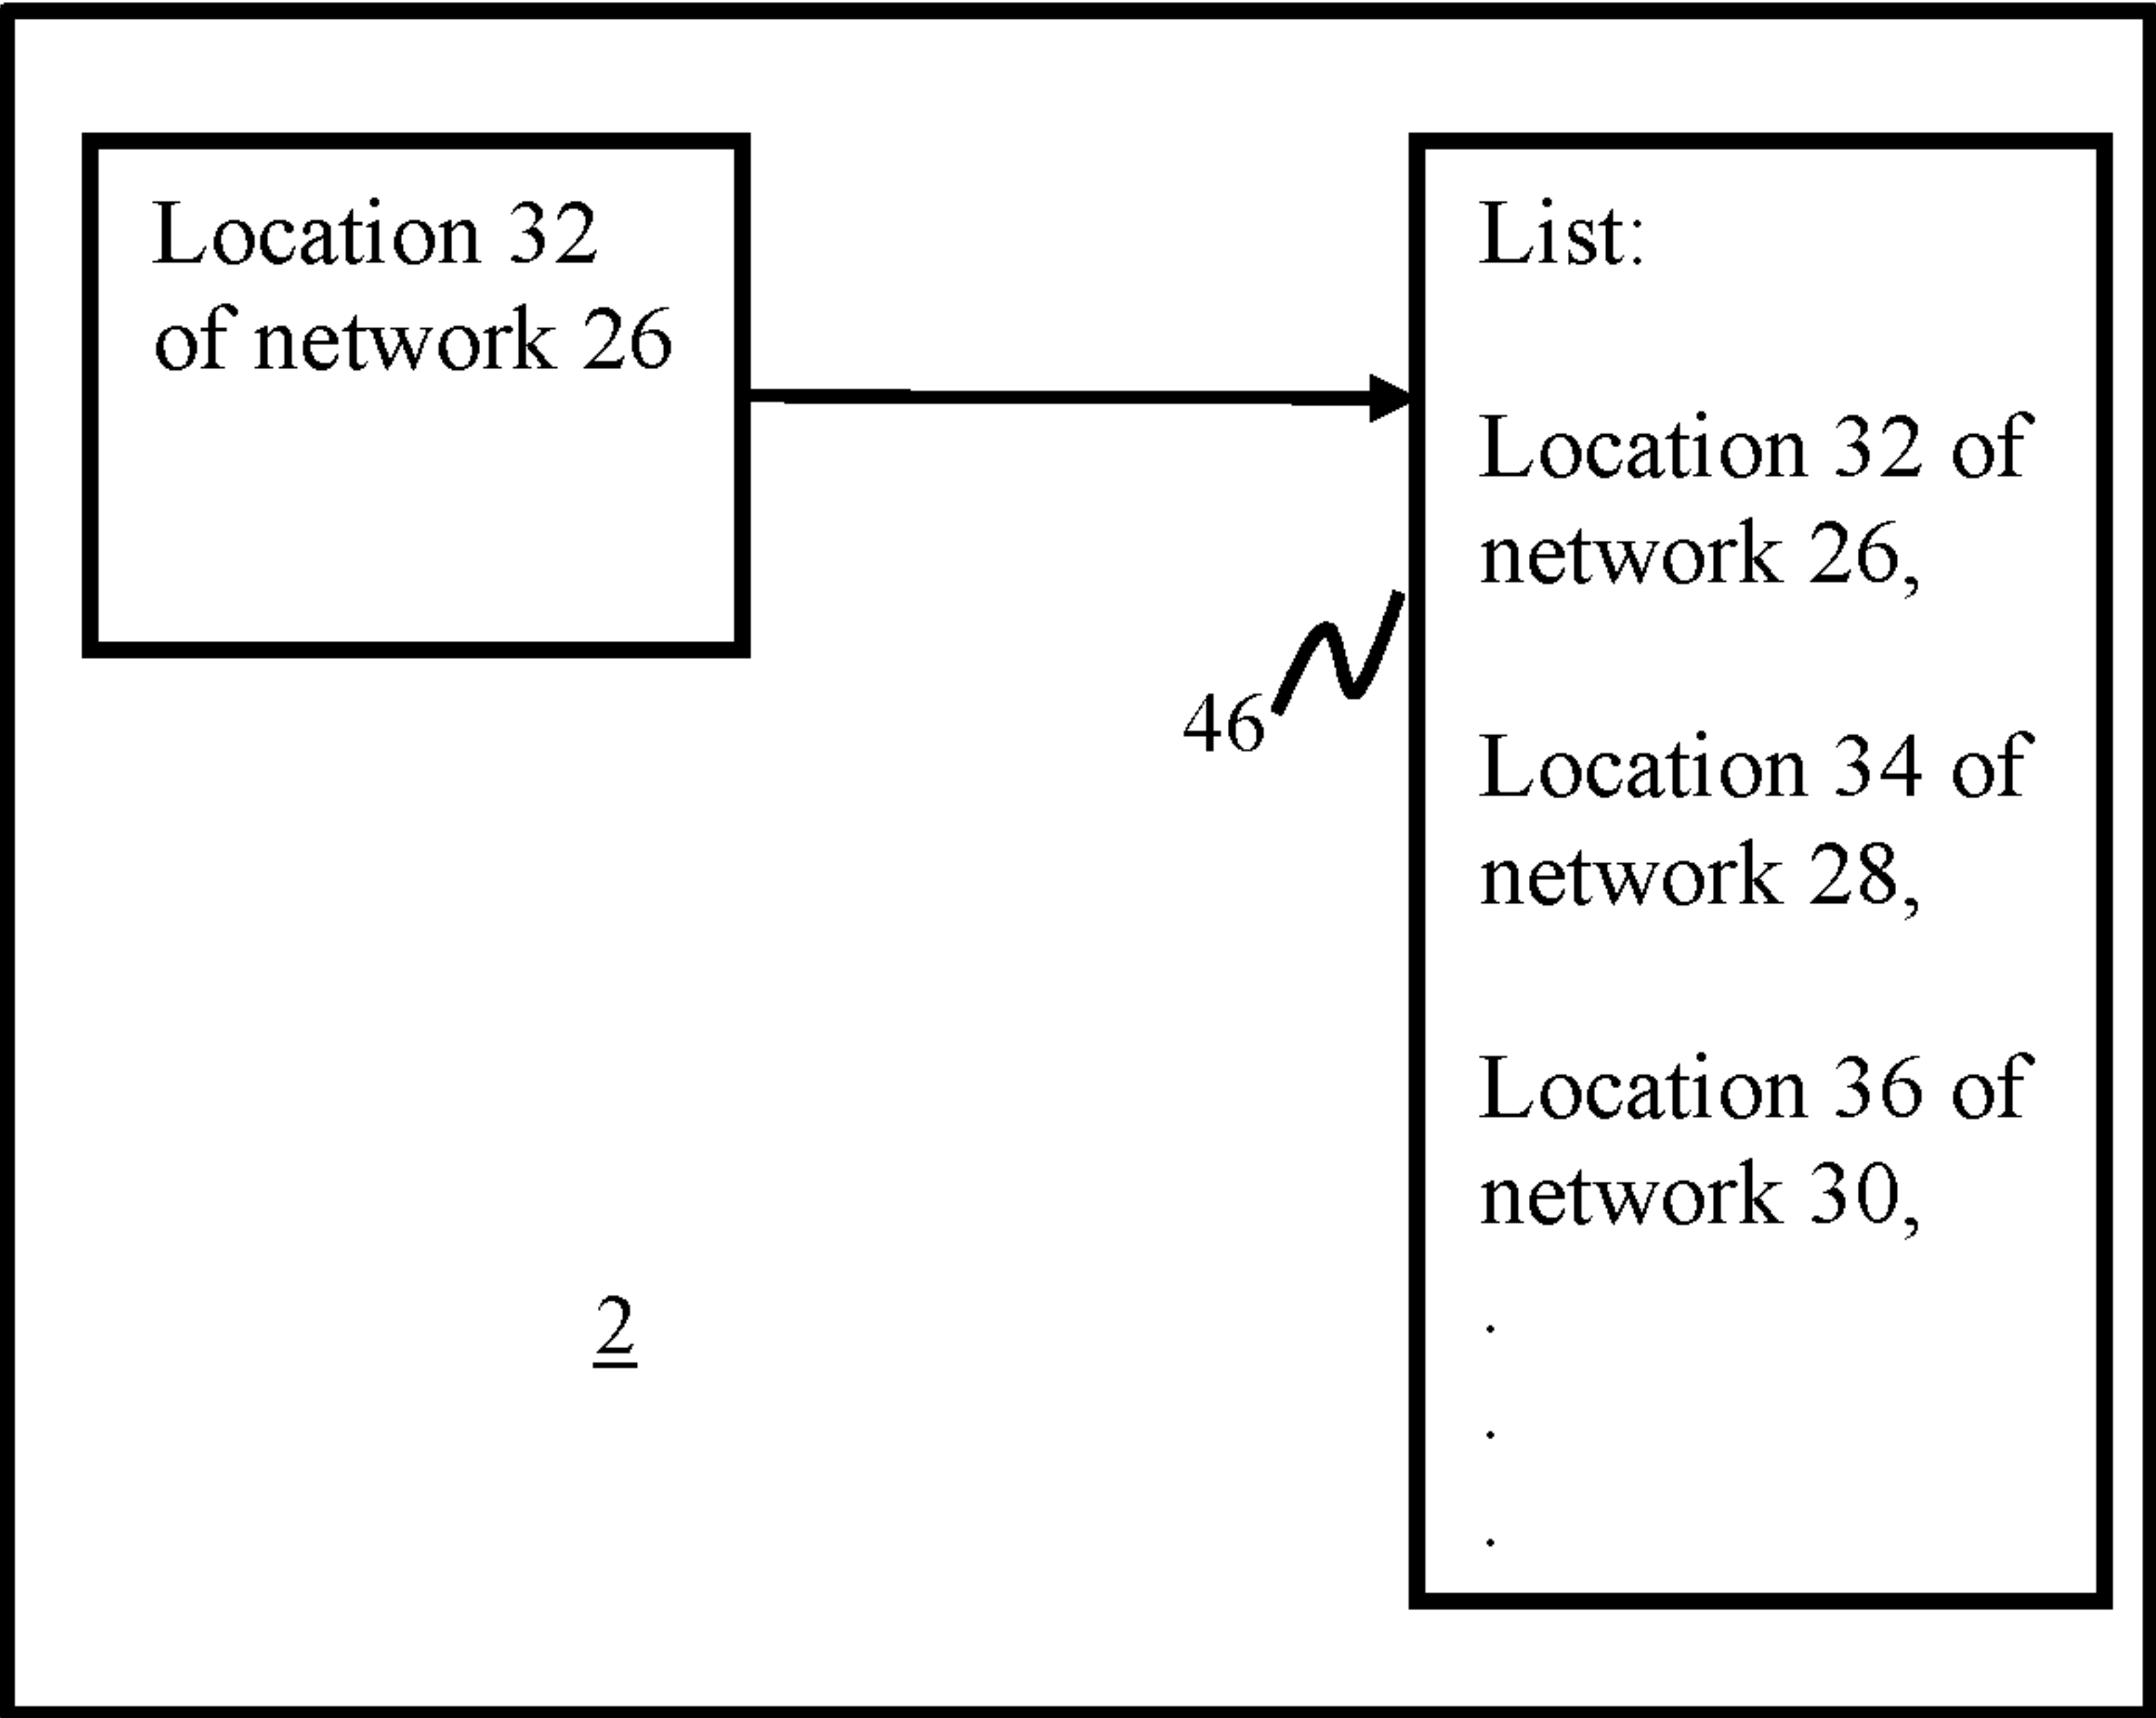 Location 32
of network 26
List:
Location 32 of
network 26,
46
Location 34 of
network 28,
Location 36 of
network 30,
.
.
.
2